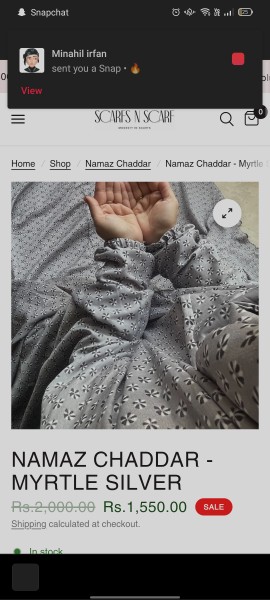 Snapchat
Minahil irfan
sent you a Snap • 🔥
View
SCARFS N SCARF
0
Home / Shop / Namaz Chaddar / Namaz Chaddar - Myrtle
NAMAZ CHADDAR -
MYRTLE SILVER
Rs.2,000.00 Rs.1,550.00 SALE
Shipping calculated at checkout.
In stock